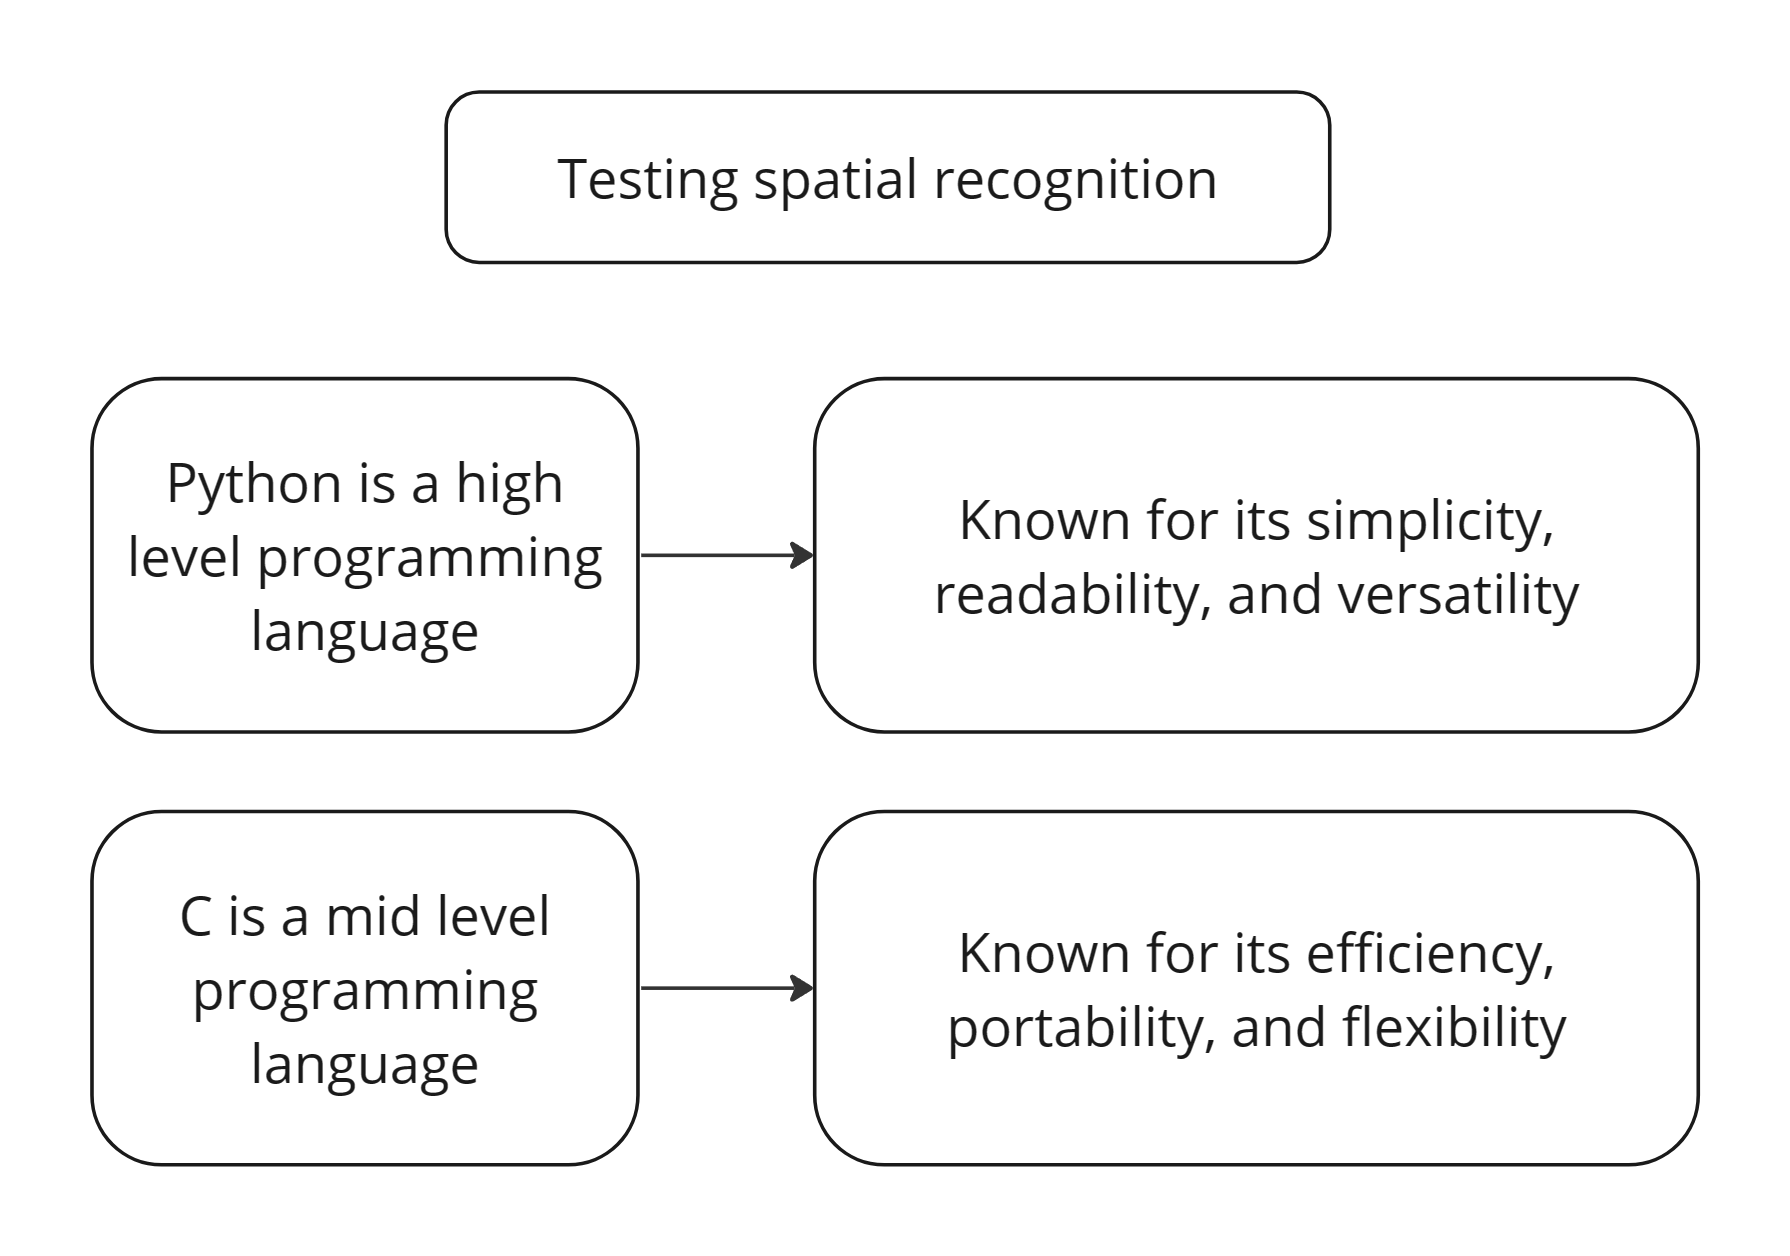 Testing spatial recognition
Python is a high
level programming
language
Known for its simplicity,
readability, and versatility
C is a mid level
programming
language
Known for its efficiency,
portability, and flexibility